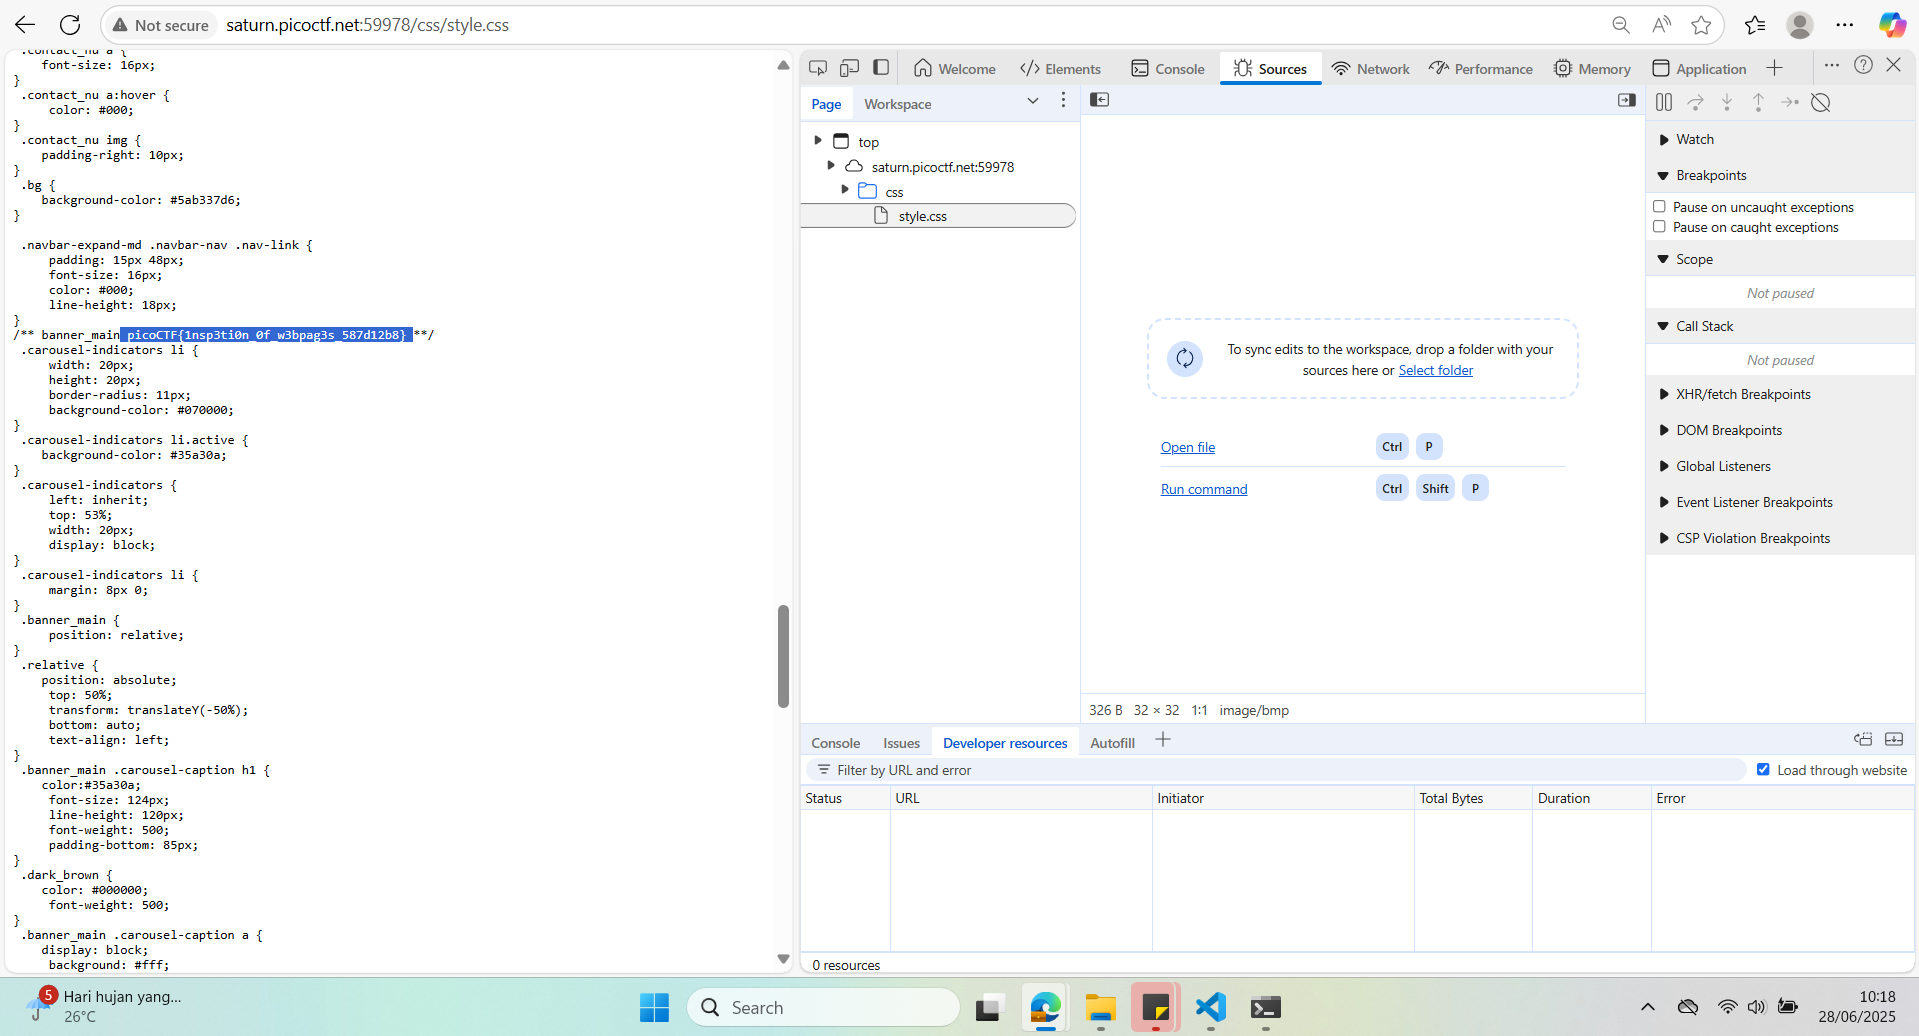 Not secure saturn.picoctf.net:59978/css/style.css
.contact_nu a {
font-size: 16px;
}
.contact_nu a:hover {
color: #000;
}
.contact_nu img {
padding-right: 10px;
}
.bg {
background-color: #5ab337d6;
}
.navbar-expand-md .navbar-nav .nav-link {
padding: 15px 48px;
font-size: 16px;
color: #000;
line-height: 18px;
}
/** banner_main picoCTF{1nsp3ti0n_0f_w3bpag3s_587d12b8} **/
.carousel-indicators li {
width: 20px;
height: 20px;
border-radius: 11px;
background-color: #070000;
}
.carousel-indicators li.active {
background-color: #35a30a;
}
.carousel-indicators {
left: inherit;
top: 53%;
width: 20px;
display: block;
}
.carousel-indicators li {
margin: 8px 0;
}
.banner_main {
position: relative;
}
.relative {
position: absolute;
top: 50%;
transform: translateY(-50%);
bottom: auto;
text-align: left;
}
.banner_main .carousel-caption h1 {
color:#35a30a;
font-size: 124px;
line-height: 120px;
font-weight: 500;
padding-bottom: 85px;
}
.dark_brown {
color: #000000;
font-weight: 500;
}
.banner_main .carousel-caption a {
display: block;
background: #fff;
Welcome Elements Console Sources Network Performance Memory Application
Page Workspace
top
saturn.picoctf.net:59978
css
style.css
To sync edits to the workspace, drop a folder with your
sources here or Select folder
Open file Ctrl P
Run command Ctrl Shift P
326 B 32 × 32 1:1 image/bmp
Watch
Breakpoints
Pause on uncaught exceptions
Pause on caught exceptions
Scope
Not paused
Call Stack
Not paused
XHR/fetch Breakpoints
DOM Breakpoints
Global Listeners
Event Listener Breakpoints
CSP Violation Breakpoints
Console Issues Developer resources Autofill
Filter by URL and error Load through website
Status URL Initiator Total Bytes Duration Error
0 resources
5 Hari hujan yang...
26°C
Search
10:18
28/06/2025